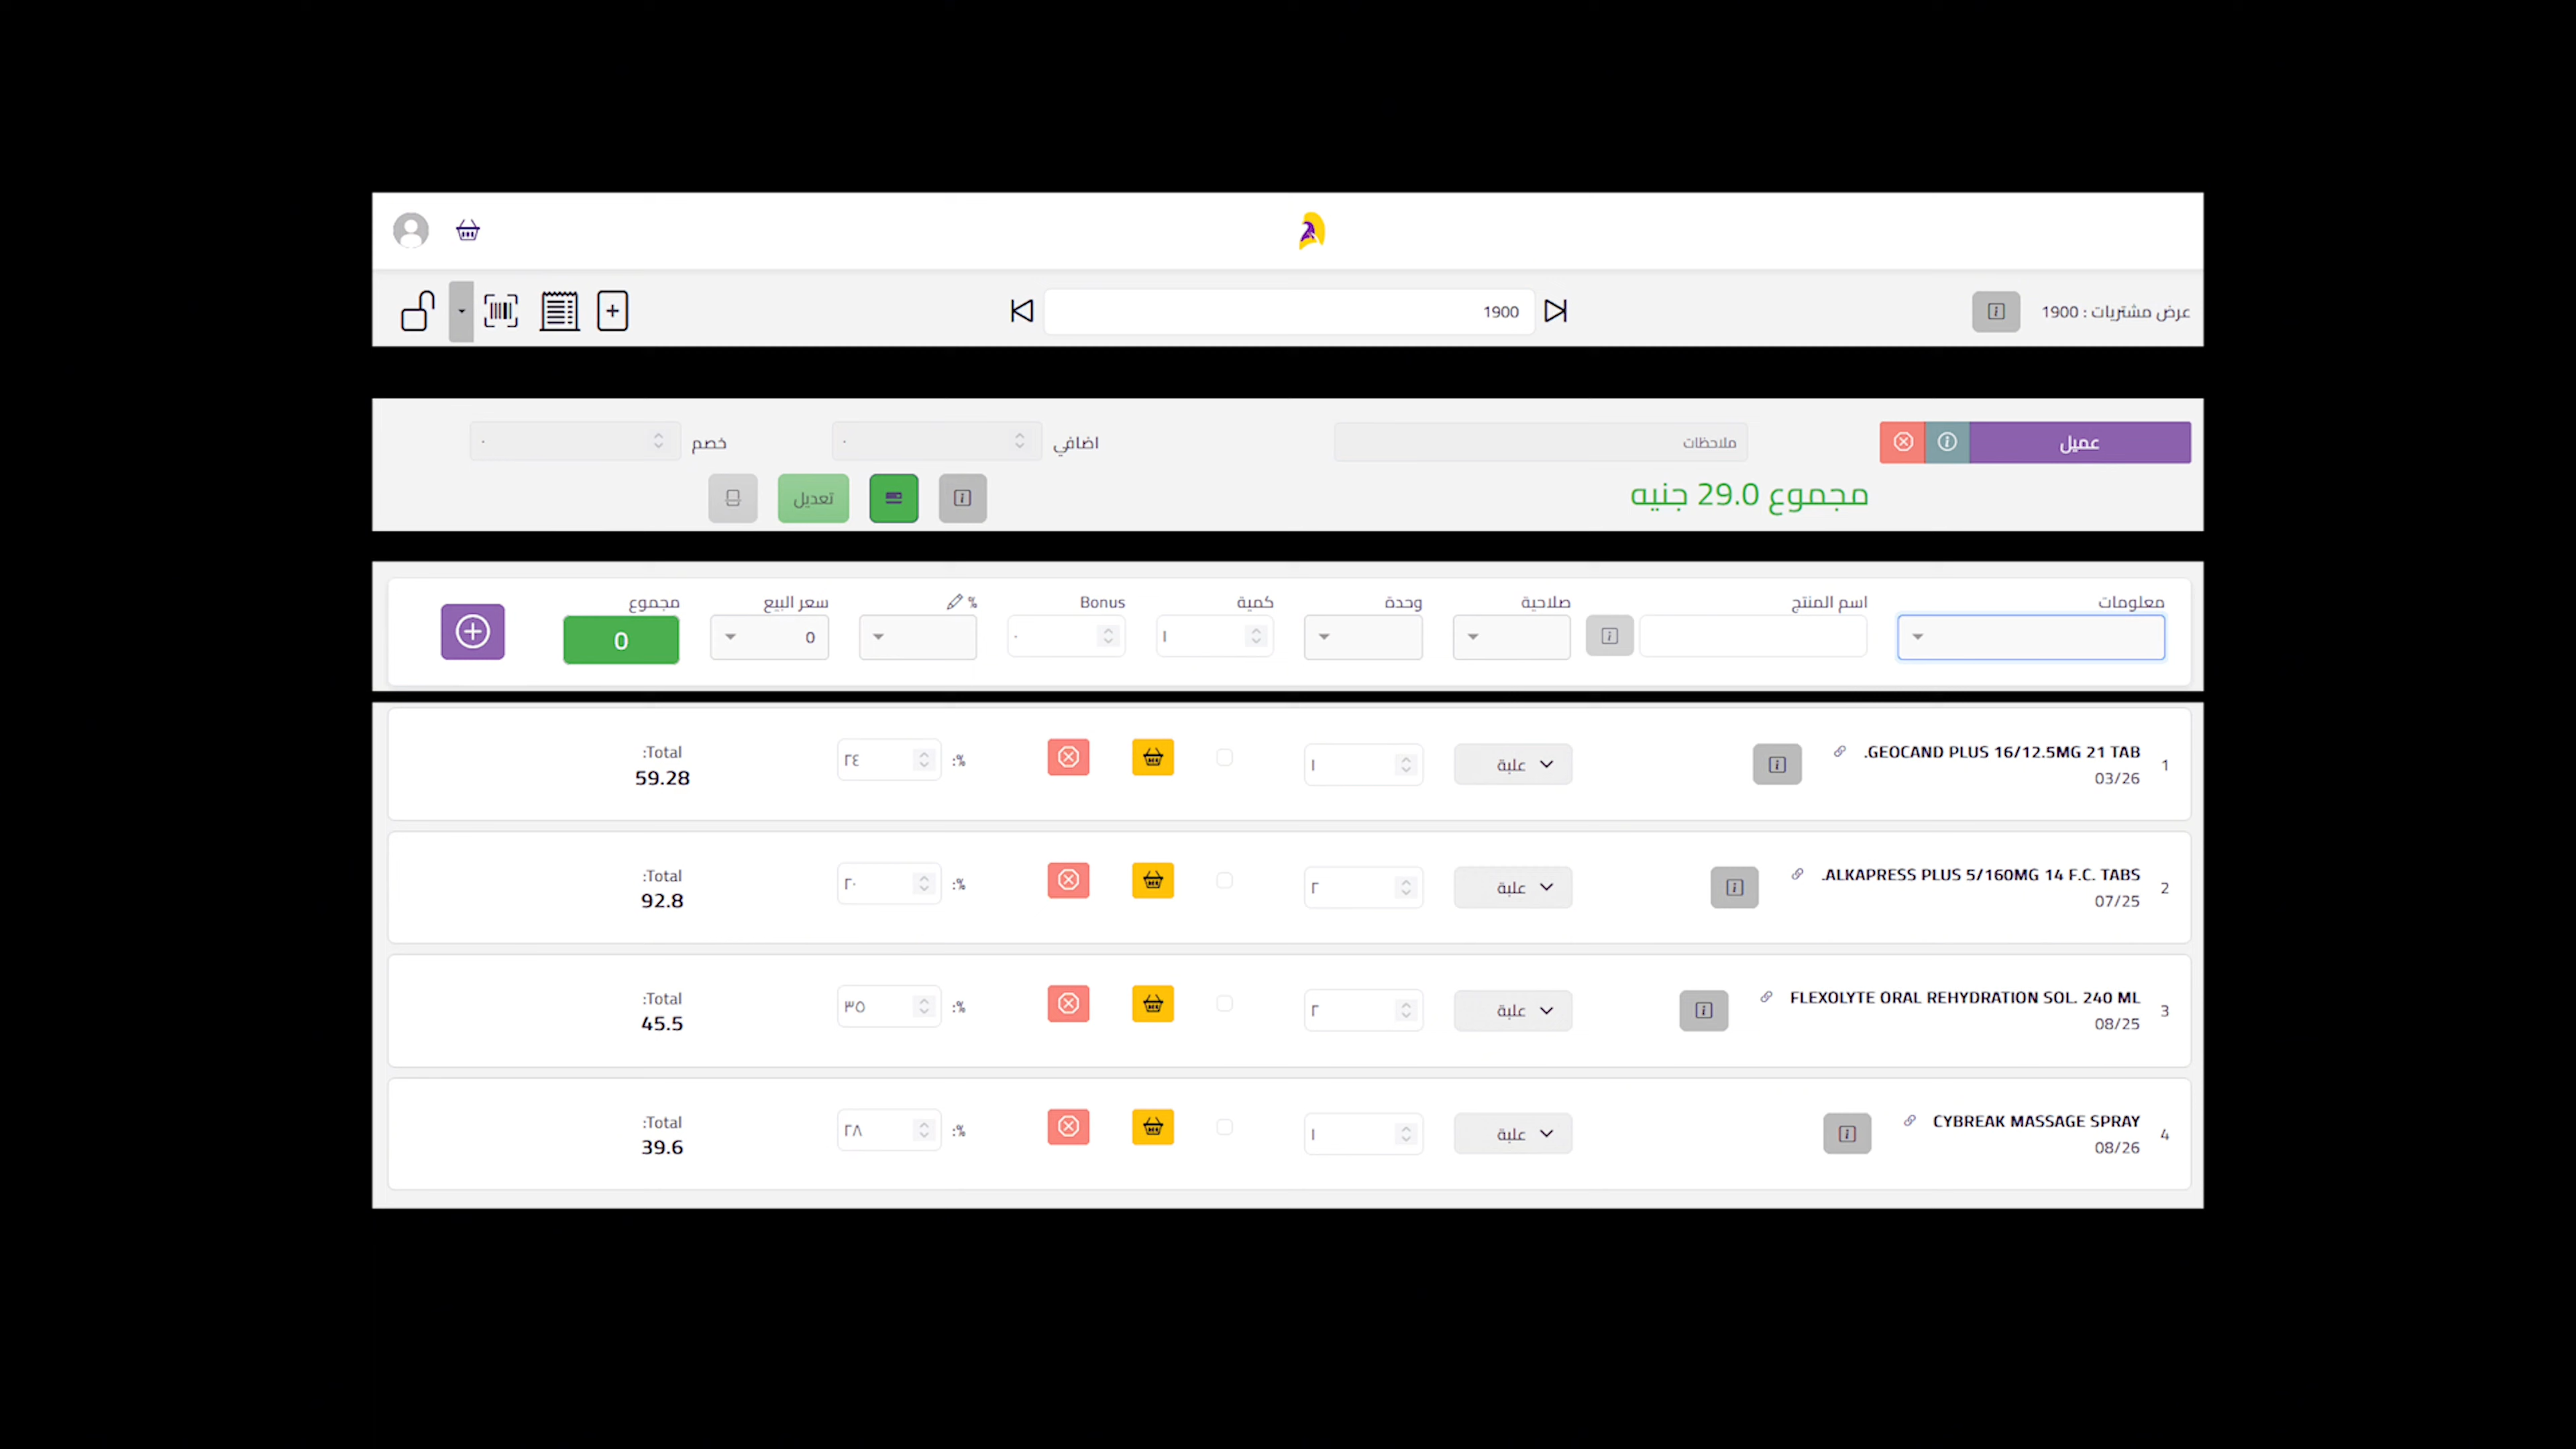 عرض مشتريات : 1900
1900
عميل
ملاحظات
اضافي
٠
خصم
٠
مجموع 29.0 جنيه
تعديل
معلومات
اسم المنتج
صلاحية
وحدة
كمية
Bonus
%
سعر البيع
مجموع
١
٠
0
0
1
GEOCAND PLUS 16/12.5MG 21 TAB.
03/26
علبة
١
%:
٢٤
Total:
59.28
2
ALKAPRESS PLUS 5/160MG 14 F.C. TABS.
07/25
علبة
٢
%:
٢٠
Total:
92.8
3
FLEXOLYTE ORAL REHYDRATION SOL. 240 ML
08/25
علبة
٢
%:
٣٥
Total:
45.5
4
CYBREAK MASSAGE SPRAY
08/26
علبة
١
%:
٢٨
Total:
39.6